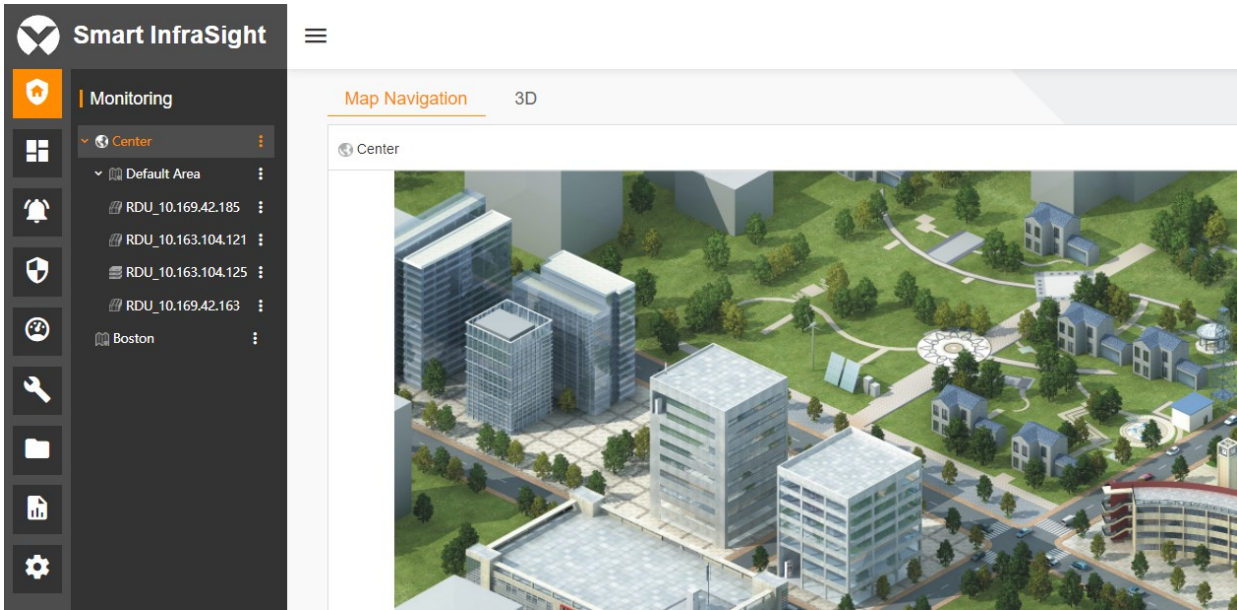 Smart InfraSight
Monitoring
Center
Default Area
RDU_10.169.42.185
RDU_10.163.104.121
RDU_10.163.104.125
RDU_10.169.42.163
Boston
Map Navigation
3D
Center